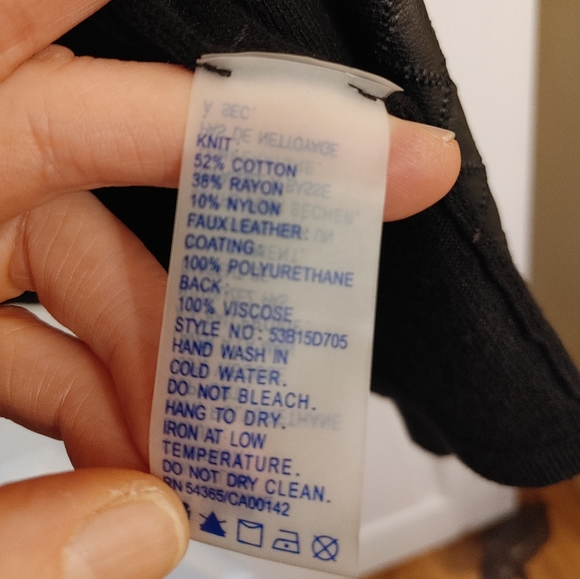 KNIT:
52% COTTON
38% RAYON
10% NYLON
FAUX LEATHER:
COATING:
100% POLYURETHANE
BACK:
100% VISCOSE
STYLE NO: 53B15D705
HAND WASH IN
COLD WATER.
DO NOT BLEACH.
HANG TO DRY.
IRON AT LOW
TEMPERATURE.
DO NOT DRY CLEAN.
RN 54365/CA00142